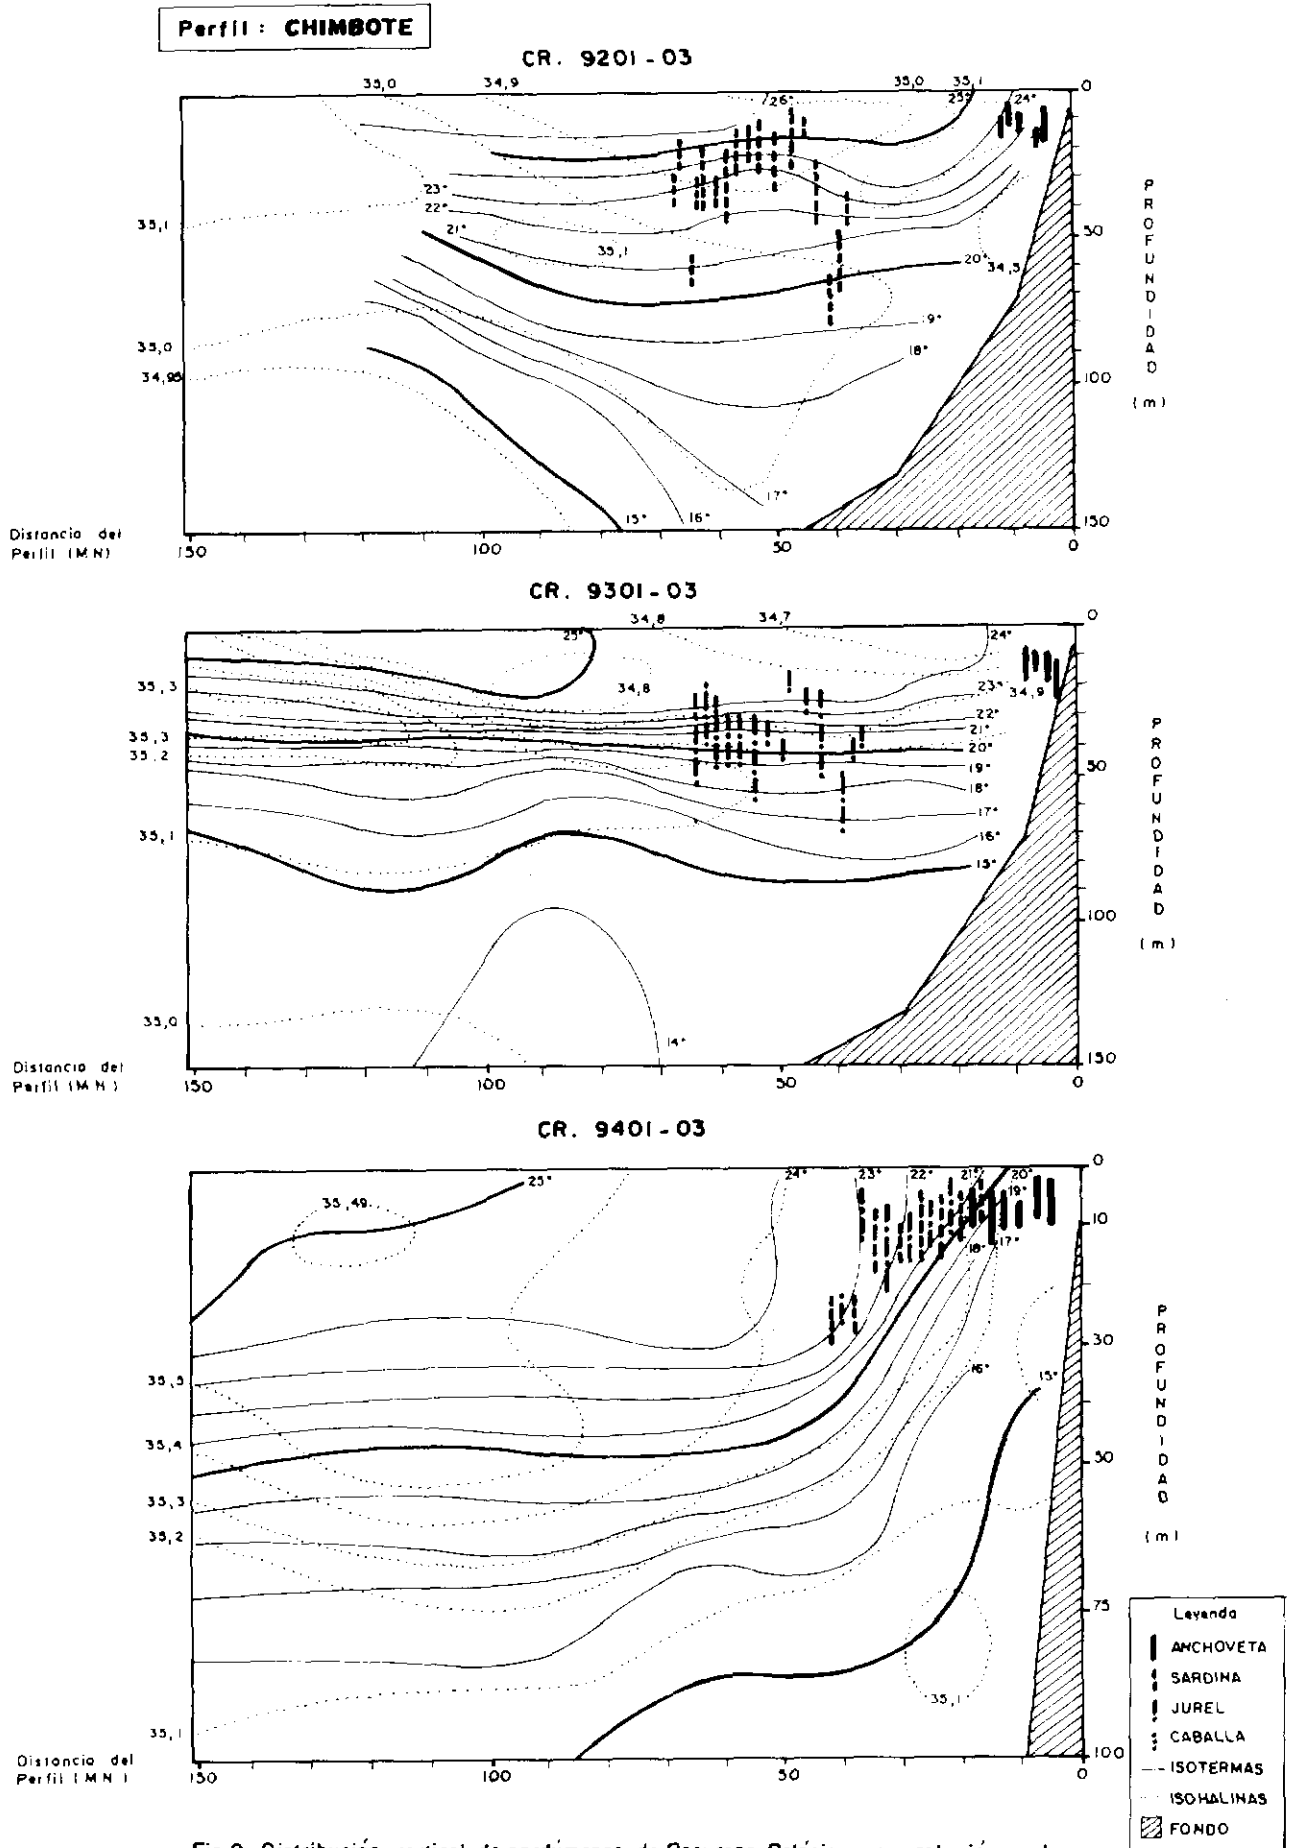 Perfil : CHIMBOTE
CR. 9201-03
35,0 34,9 35,0 35,1
26° 25° 24° 0
23°
22°
35,1 21° 35,1 50
20° 34,5
19°
35,0 18°
34,95 100
17°
15° 16° 150
PROFUNDIDAD
(m)
Distancia del
Perfil (MN)
150 100 50 0
CR. 9301-03
34,8 34,7 0
25° 24°
35,3 34,8 23° 34,9
22°
21°
35,3 20°
35,2 19° 50
18°
17°
35,1 16°
15°
100
35,0 14°
150
PROFUNDIDAD
(m)
Distancia del
Perfil (MN)
150 100 50 0
CR. 9401-03
25° 24° 23° 22° 21° 20° 0
35,49 19° 10
18° 17°
30
16° 15°
35,5
35,4 50
35,3
35,2
75
35,1
35,1 100
PROFUNDIDAD
(m)
Distancia del
Perfil (MN)
150 100 50 0
Leyenda
ANCHOVETA
SARDINA
JUREL
CABALLA
ISOTERMAS
ISOHALINAS
FONDO